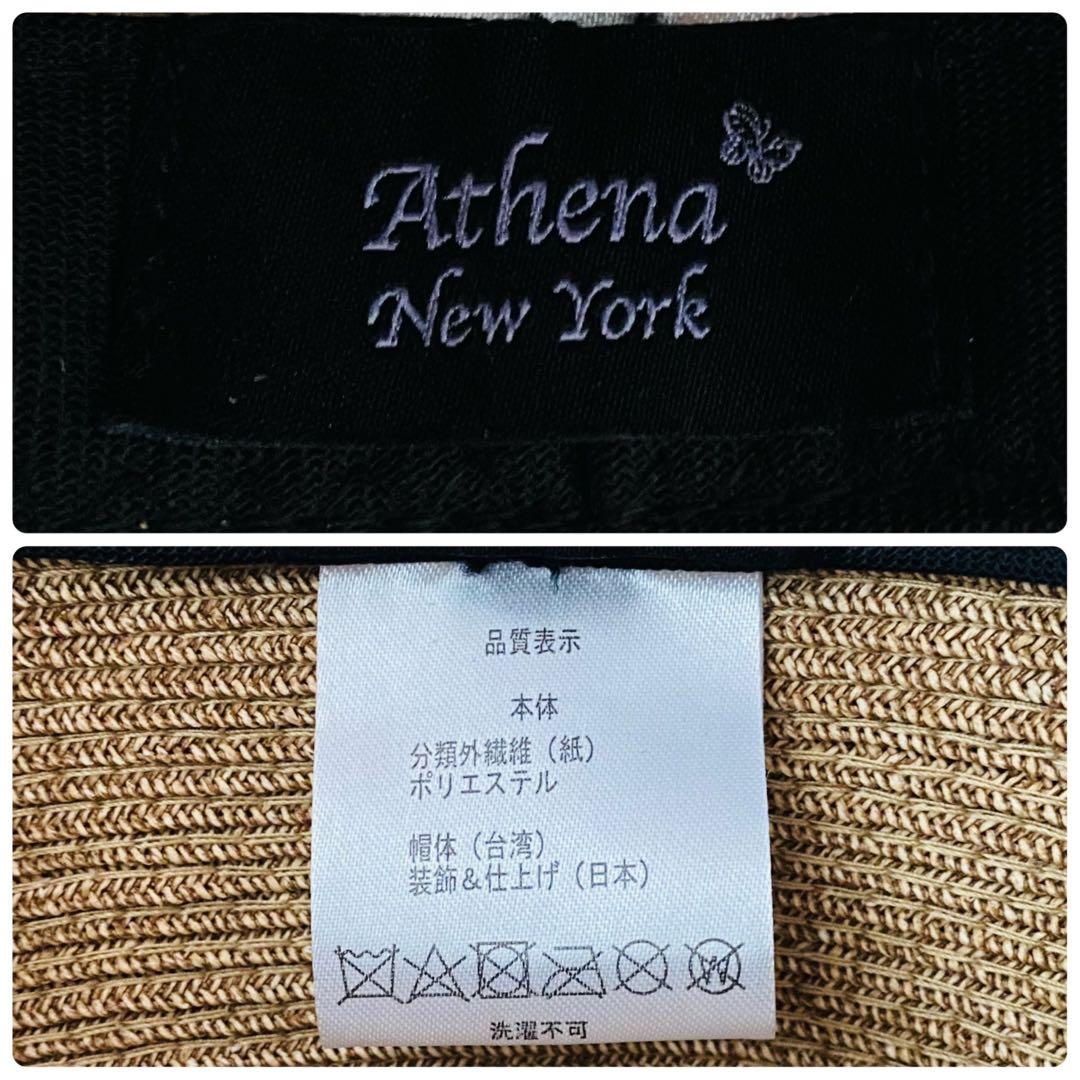 Athena
New York
品質表示
本体
分類外繊維（紙）
ポリエステル
帽体（台湾）
装飾＆仕上げ（日本）
洗濯不可